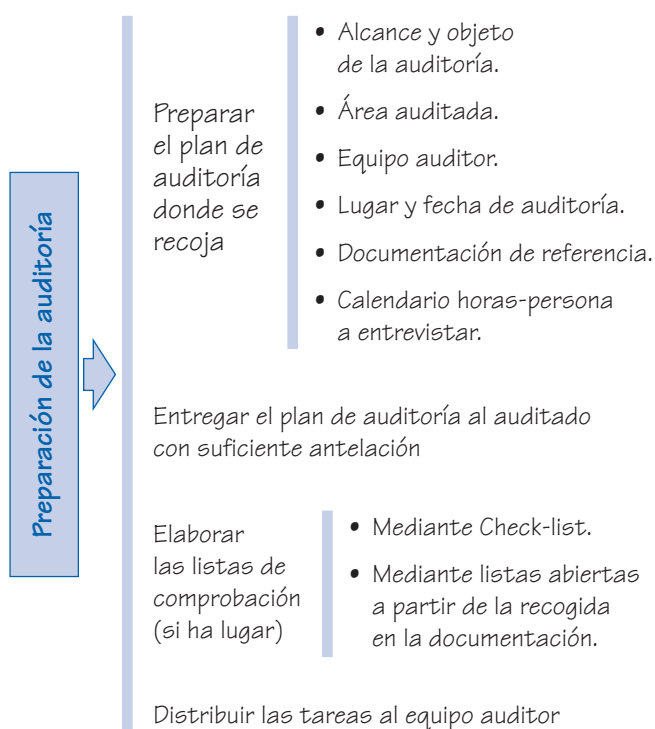 Preparación de la auditoría
Preparar
el plan de
auditoría
donde se
recoja
• Alcance y objeto
de la auditoría.
• Área auditada.
• Equipo auditor.
• Lugar y fecha de auditoría.
• Documentación de referencia.
• Calendario horas-persona
a entrevistar.
Entregar el plan de auditoría al auditado
con suficiente antelación
Elaborar
las listas de
comprobación
(si ha lugar)
• Mediante Check-list.
• Mediante listas abiertas
a partir de la recogida
en la documentación.
Distribuir las tareas al equipo auditor